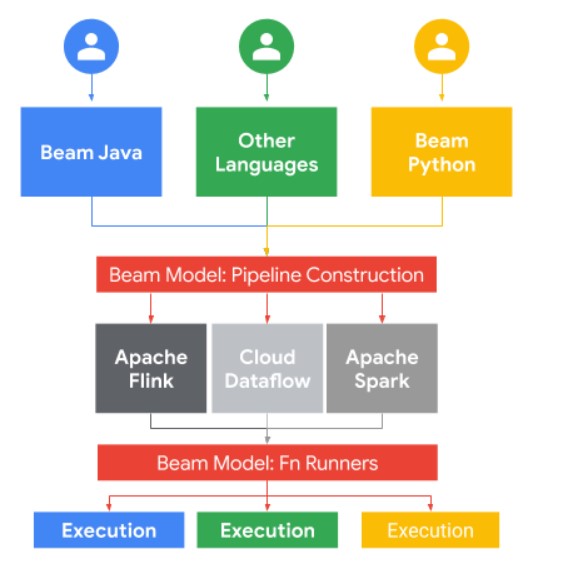 Beam Java
Other
Languages
Beam
Python
Beam Model: Pipeline Construction
Apache
Flink
Cloud
Dataflow
Apache
Spark
Beam Model: Fn Runners
Execution
Execution
Execution